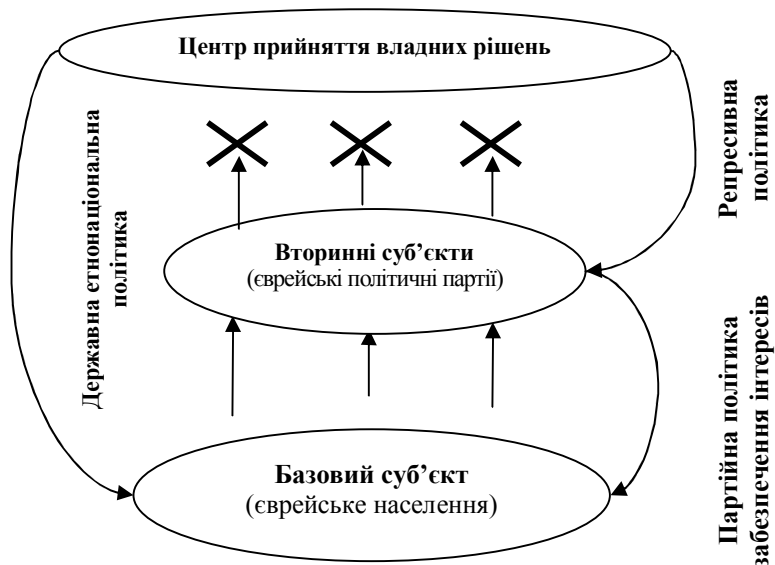 Центр прийняття владних рішень
Державна етнонаціональна
політика
Репресивна
політика
Вторинні суб’єкти
(єврейські політичні партії)
Партійна політика
забезпечення інтересів
Базовий суб’єкт
(єврейське населення)